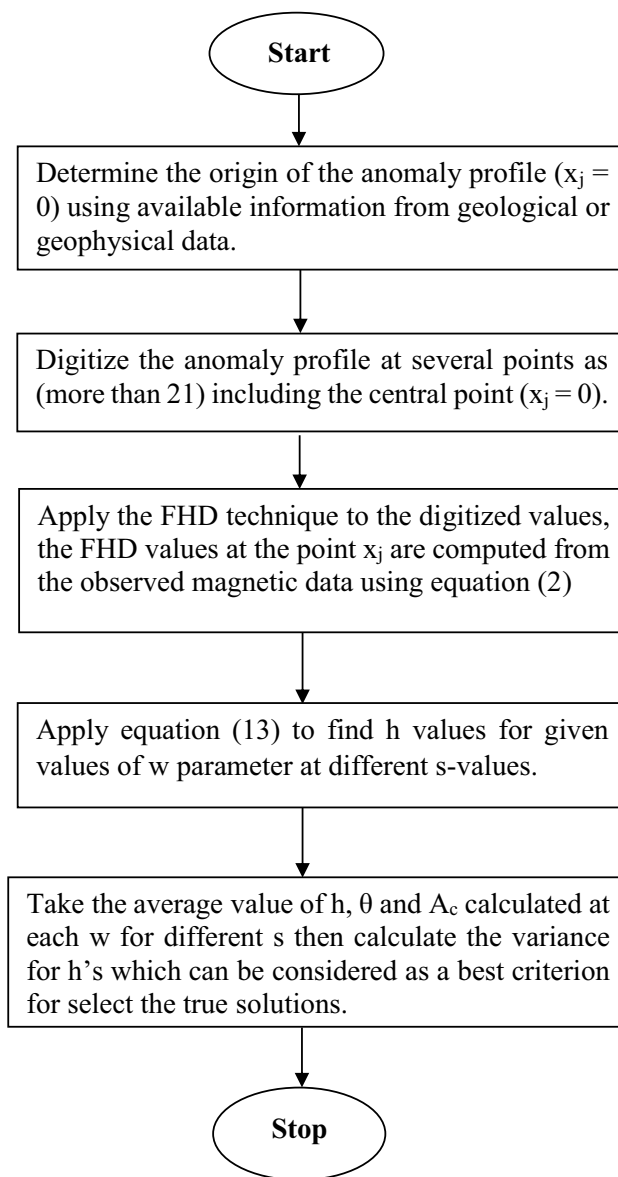 Start
Determine the origin of the anomaly profile (xj =
0) using available information from geological or
geophysical data.
Digitize the anomaly profile at several points as
(more than 21) including the central point (xj = 0).
Apply the FHD technique to the digitized values,
the FHD values at the point xj are computed from
the observed magnetic data using equation (2)
Apply equation (13) to find h values for given
values of w parameter at different s-values.
Take the average value of h, θ and Ac calculated at
each w for different s then calculate the variance
for h’s which can be considered as a best criterion
for select the true solutions.
Stop